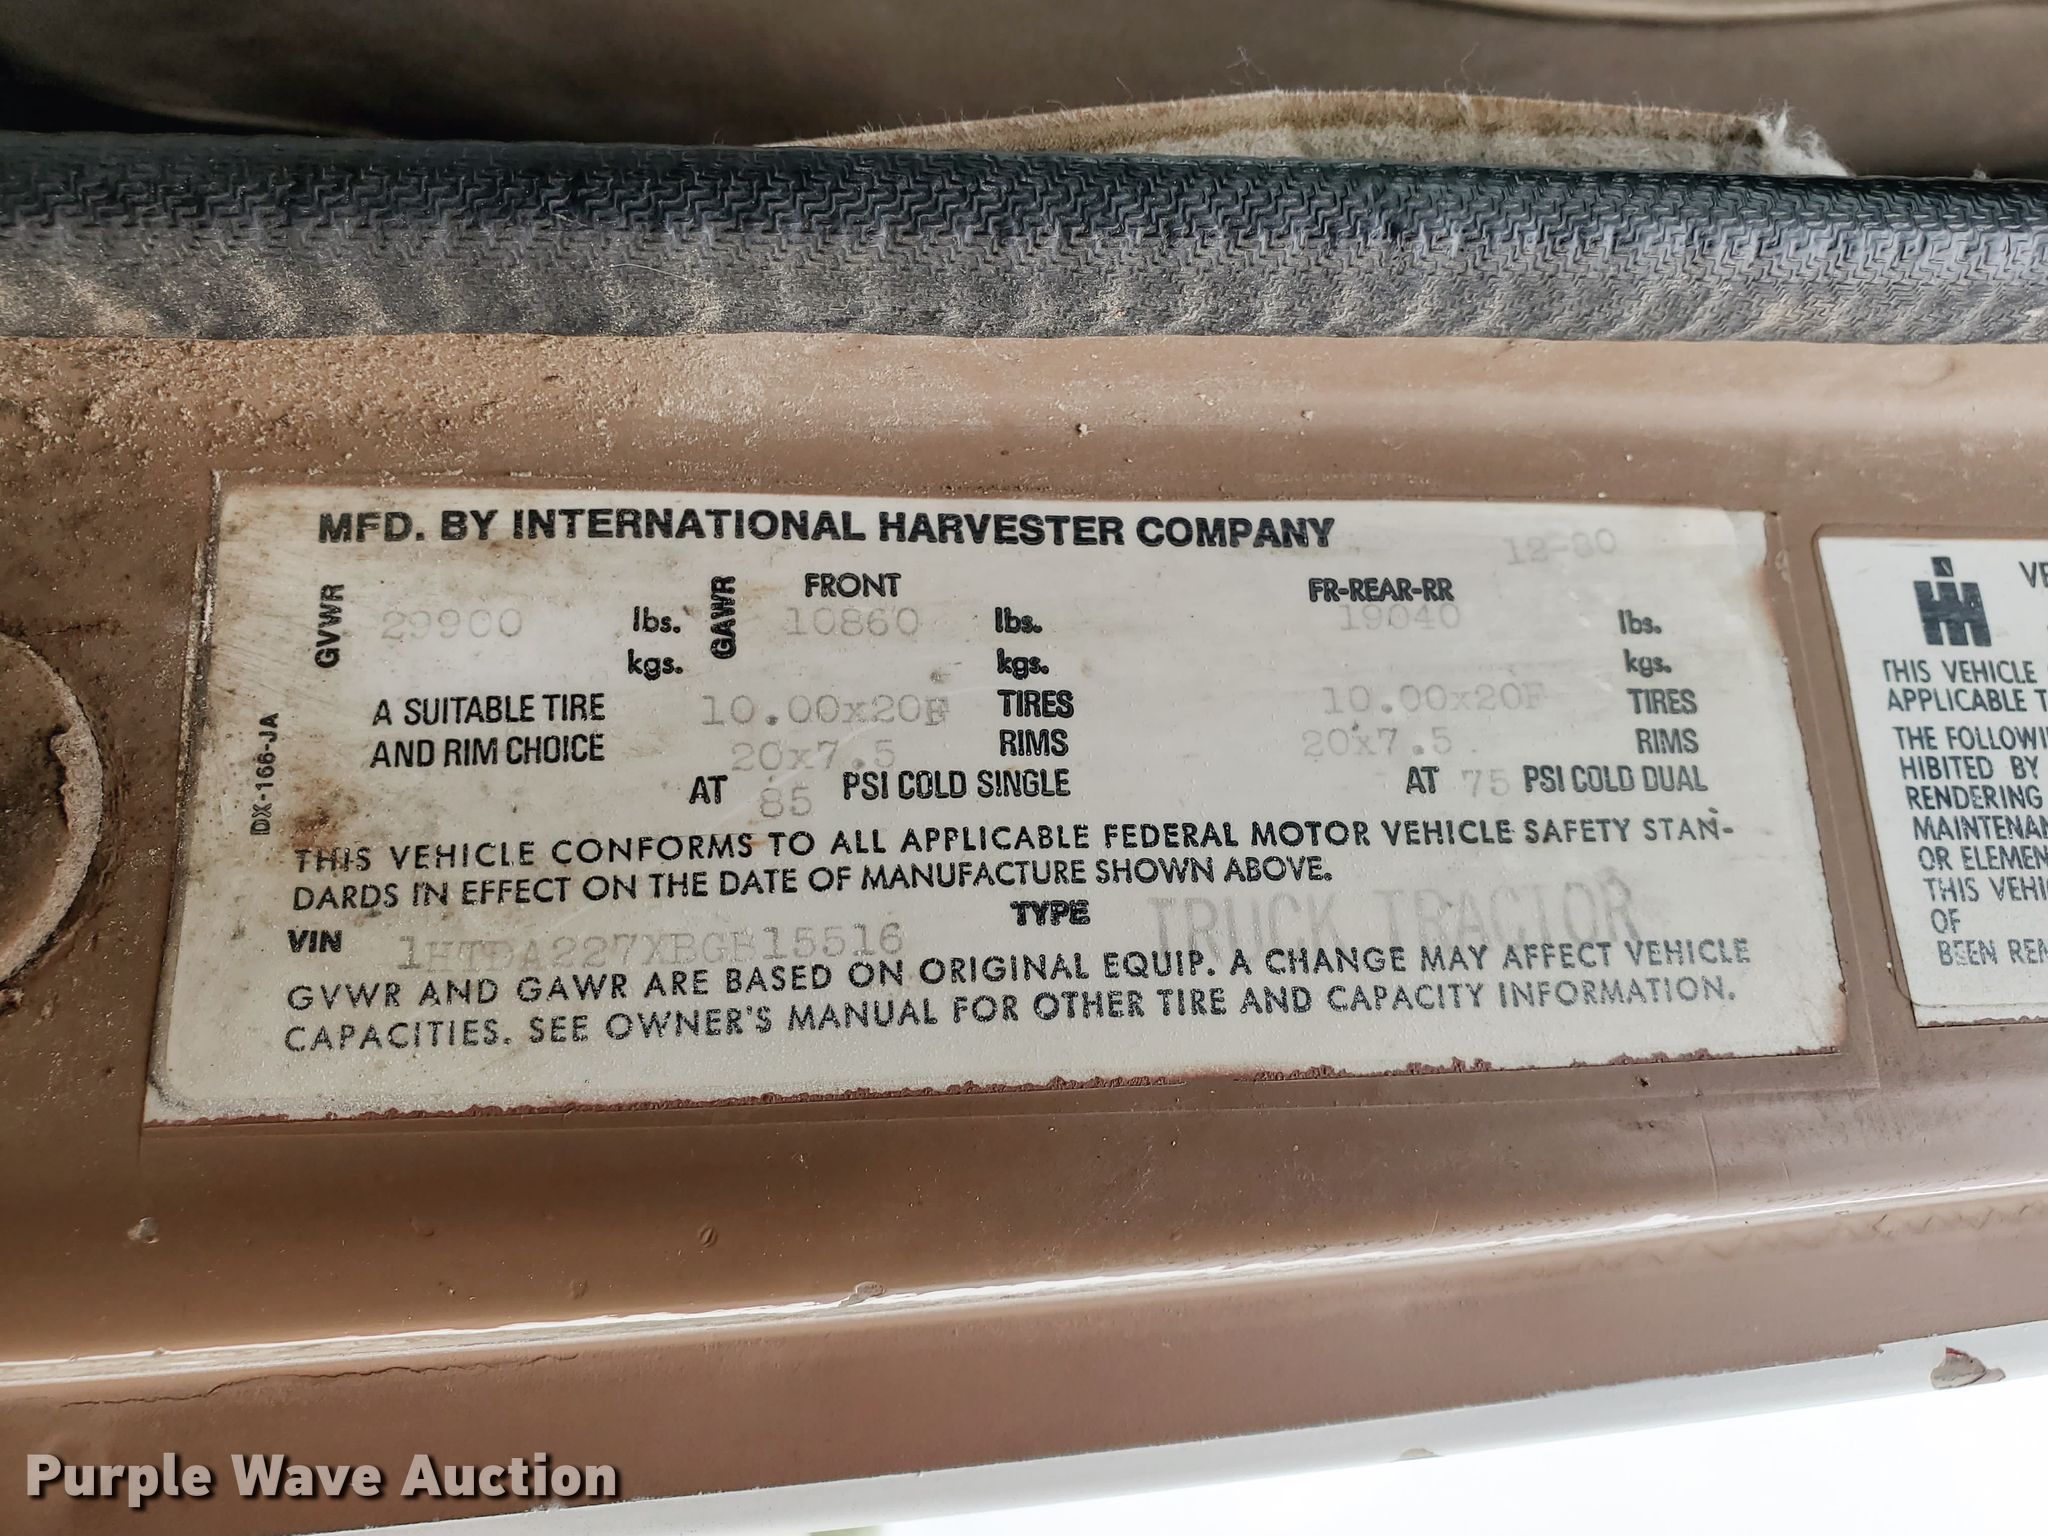 MFD. BY INTERNATIONAL HARVESTER COMPANY 12-80
GVWR 29900 lbs. GAWR FRONT 10860 lbs. FR-REAR-RR 19040 lbs.
kgs. kgs. kgs.
A SUITABLE TIRE 10.00x20F TIRES 10.00x20F TIRES
AND RIM CHOICE 20x7.5 RIMS 20x7.5 RIMS
AT 85 PSI COLD SINGLE AT 75 PSI COLD DUAL
THIS VEHICLE CONFORMS TO ALL APPLICABLE FEDERAL MOTOR VEHICLE SAFETY STAN-
DARDS IN EFFECT ON THE DATE OF MANUFACTURE SHOWN ABOVE.
VIN 1HTDA227XBGB15516 TYPE TRUCK TRACTOR
GVWR AND GAWR ARE BASED ON ORIGINAL EQUIP. A CHANGE MAY AFFECT VEHICLE
CAPACITIES. SEE OWNER'S MANUAL FOR OTHER TIRE AND CAPACITY INFORMATION.
IDX-166-JA
VE
THIS VEHICLE
APPLICABLE T
THE FOLLOWI
HIBITED BY
RENDERING
MAINTENAN
OR ELEMEN
THIS VEHI
OF
BEEN REM
Purple Wave Auction